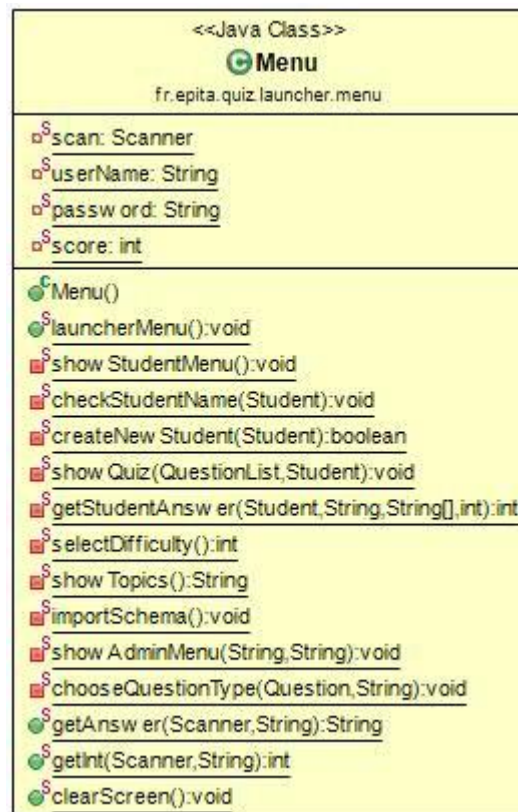 <<Java Class>>
C Menu
fr.epita.quiz.launcher.menu
S scan: Scanner
S userName: String
S password: String
S score: int
C Menu()
S launcherMenu():void
S showStudentMenu():void
S checkStudentName(Student):void
S createNewStudent(Student):boolean
S showQuiz(QuestionList,Student):void
S getStudentAnswer(Student,String,String[],int):int
S selectDifficulty():int
S showTopics():String
S importSchema():void
S showAdminMenu(String,String):void
S chooseQuestionType(Question,String):void
S getAnswer(Scanner,String):String
S getInt(Scanner,String):int
S clearScreen():void